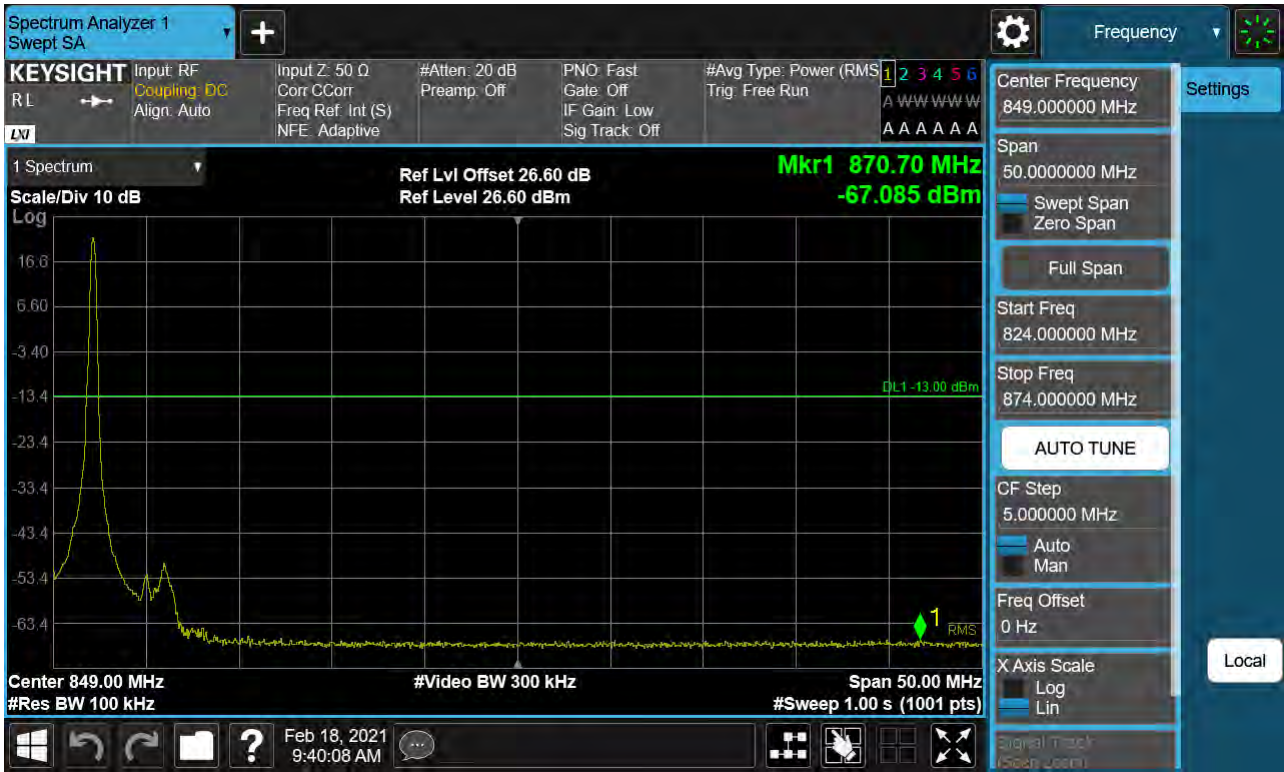 Spectrum Analyzer 1
Swept SA
+
Frequency
KEYSIGHT
RL
LXI
Input: RF
Coupling: DC
Align: Auto
Input Z: 50 Ω
Corr CCorr
Freq Ref: Int (S)
NFE: Adaptive
#Atten: 20 dB
Preamp: Off
PNO: Fast
Gate: Off
IF Gain: Low
Sig Track: Off
#Avg Type: Power (RMS
Trig: Free Run
1 2 3 4 5 6
A W W W W W
A A A A A A
1 Spectrum
Scale/Div 10 dB
Log
Ref Lvl Offset 26.60 dB
Ref Level 26.60 dBm
Mkr1 870.70 MHz
-67.085 dBm
16.6
6.60
-3.40
-13.4
-23.4
-33.4
-43.4
-53.4
-63.4
DL1 -13.00 dBm
1
RMS
Center 849.00 MHz
#Res BW 100 kHz
#Video BW 300 kHz
Span 50.00 MHz
#Sweep 1.00 s (1001 pts)
Center Frequency
849.000000 MHz
Span
50.0000000 MHz
Swept Span
Zero Span
Full Span
Start Freq
824.000000 MHz
Stop Freq
874.000000 MHz
AUTO TUNE
CF Step
5.000000 MHz
Auto
Man
Freq Offset
0 Hz
X Axis Scale
Log
Lin
Signal Track
(Span Zoom)
Settings
Local
?
Feb 18, 2021
9:40:08 AM